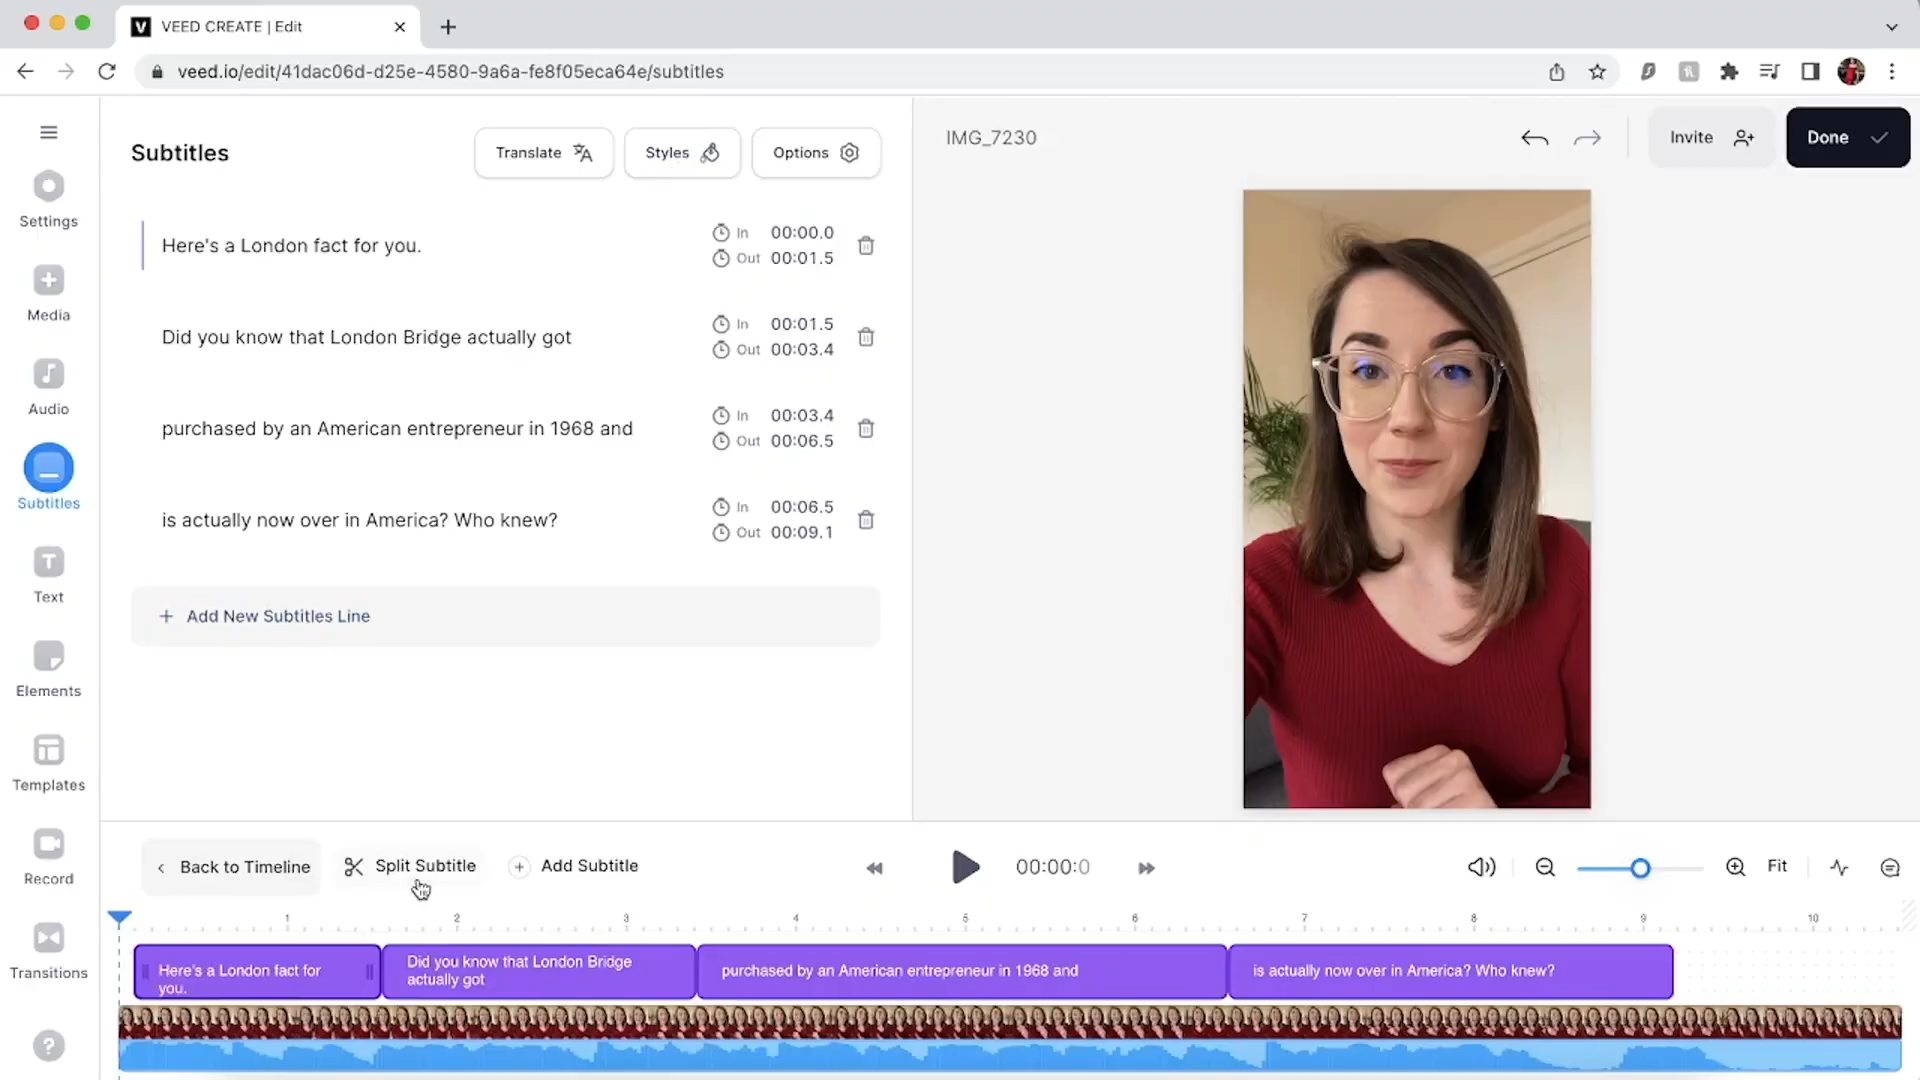 VEED CREATE | Edit
veed.io/edit/41dac06d-d25e-4580-9a6a-fe8f05eca64e/subtitles
Settings
Media
Audio
Subtitles
Text
Elements
Templates
Record
Transitions
Subtitles
Translate
Styles
Options
Here's a London fact for you.
In 00:00.0
Out 00:01.5
Did you know that London Bridge actually got
In 00:01.5
Out 00:03.4
purchased by an American entrepreneur in 1968 and
In 00:03.4
Out 00:06.5
is actually now over in America? Who knew?
In 00:06.5
Out 00:09.1
+ Add New Subtitles Line
IMG_7230
Invite
Done
Back to Timeline
Split Subtitle
Add Subtitle
00:00:0
Fit
1 2 3 4 5 6 7 8 9 10
Here's a London fact for
you.
Did you know that London Bridge
actually got
purchased by an American entrepreneur in 1968 and
is actually now over in America? Who knew?